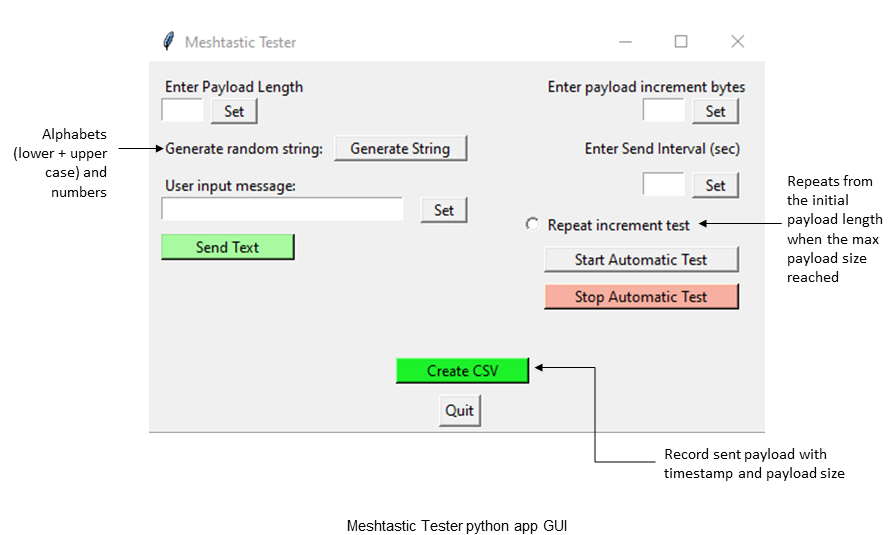 Meshtastic Tester
Enter Payload Length
Set
Enter payload increment bytes
Set
Alphabets
(lower + upper
case) and
numbers
Generate random string:
Generate String
Enter Send Interval (sec)
Set
User input message:
Set
Repeats from
the initial
payload length
when the max
payload size
reached
Repeat increment test
Send Text
Start Automatic Test
Stop Automatic Test
Create CSV
Quit
Record sent payload with
timestamp and payload size
Meshtastic Tester python app GUI